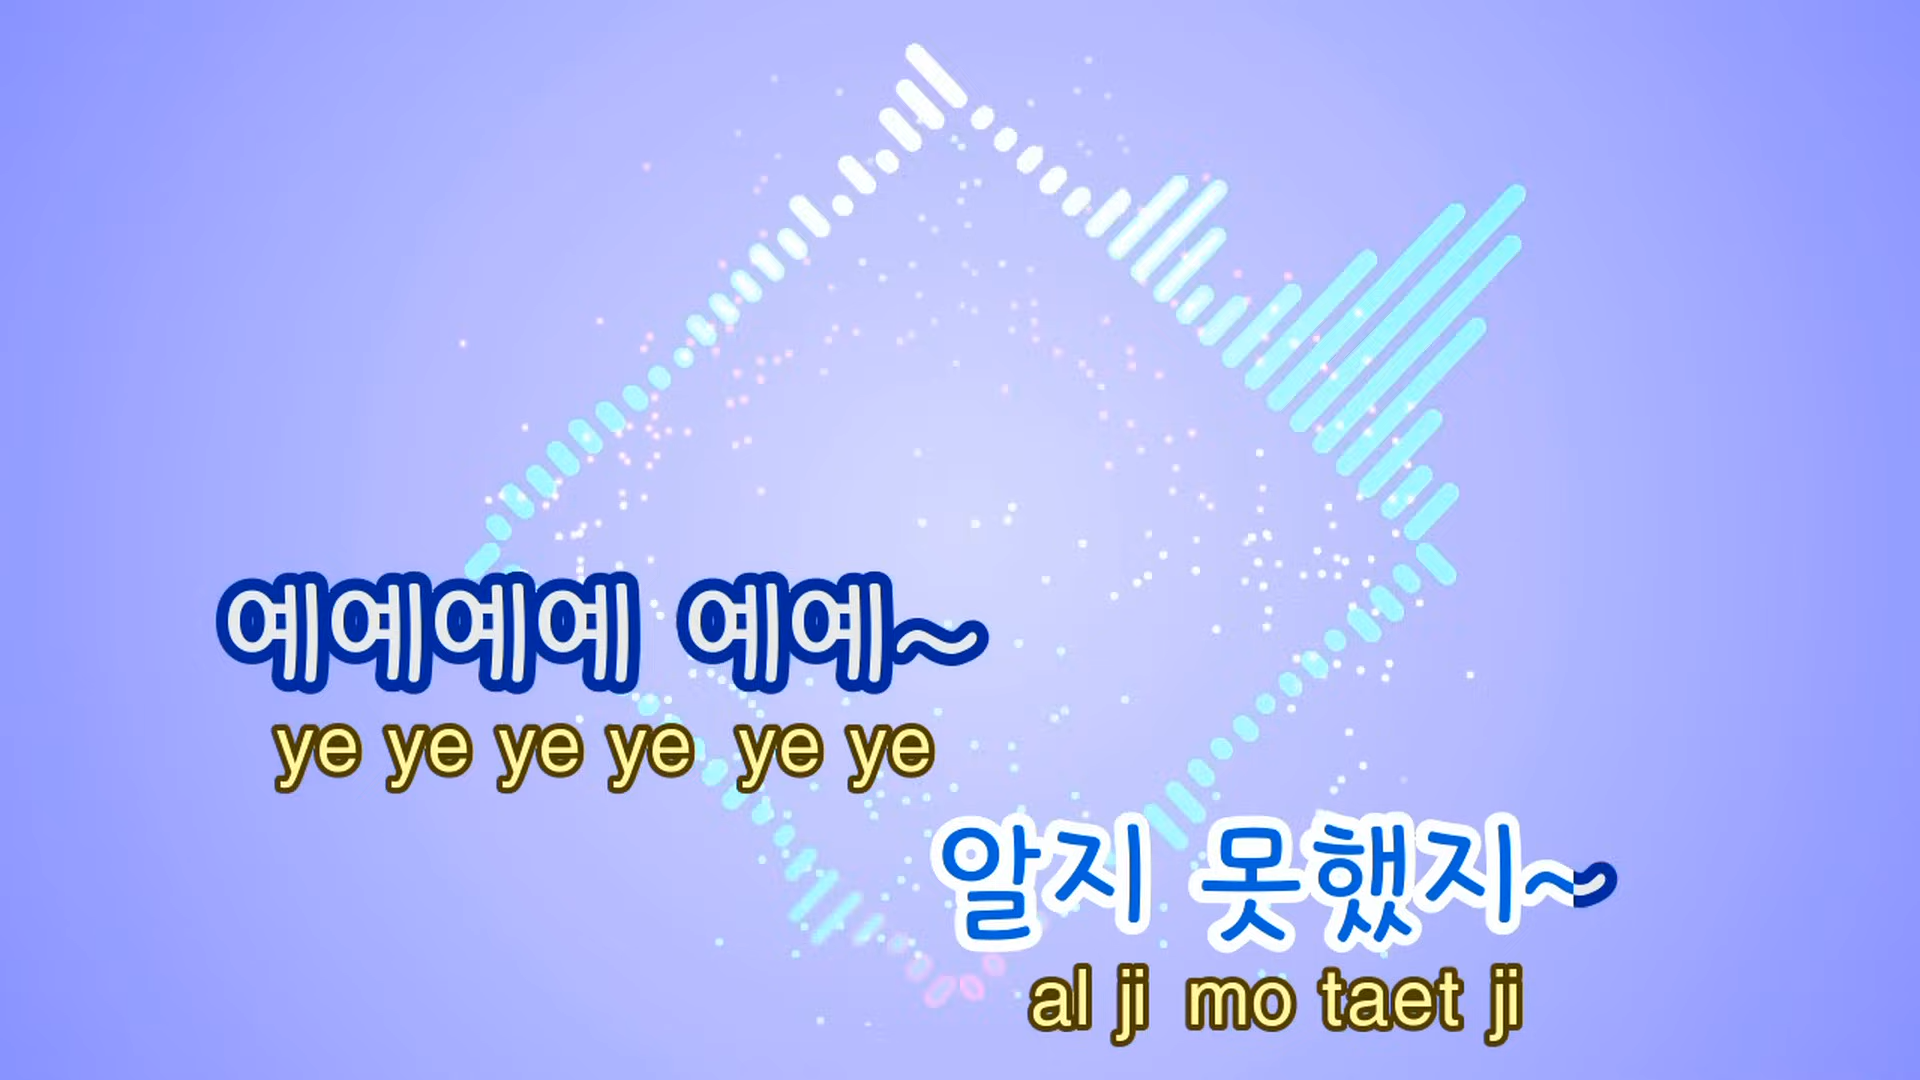 예예예예 예예~
ye ye ye ye ye ye
알지 못했지~
al ji mo taet ji